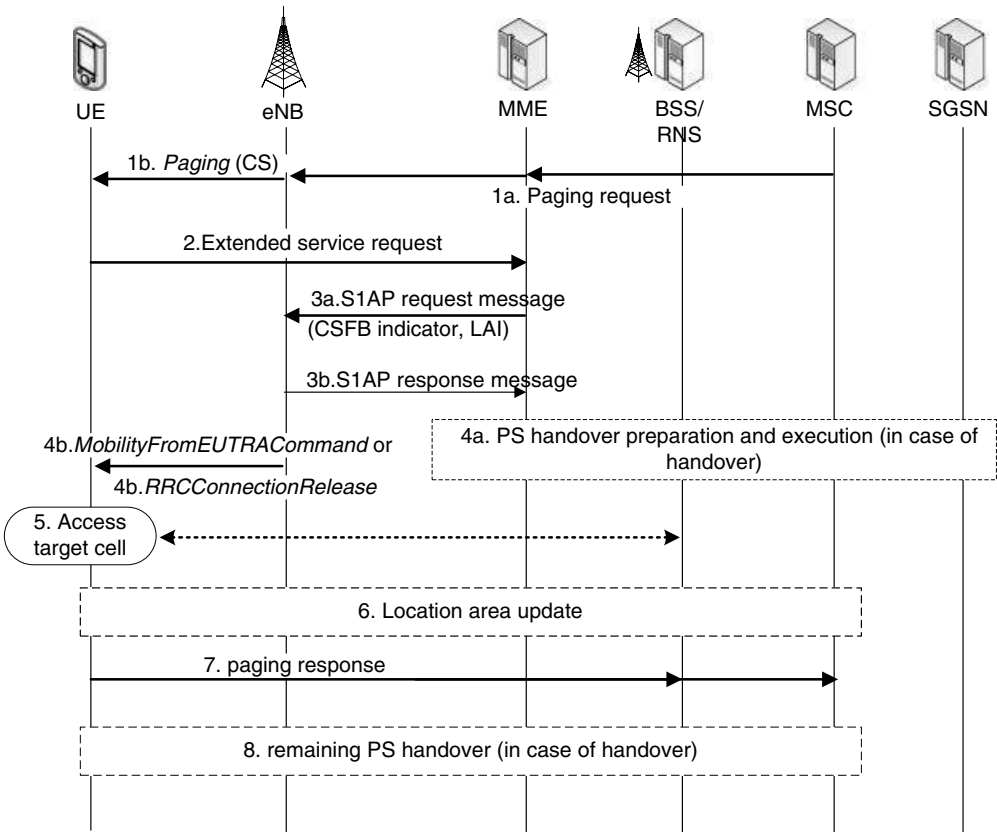 UE
eNB
MME
BSS/
RNS
MSC
SGSN
1b. Paging (CS)
1a. Paging request
2.Extended service request
3a.S1AP request message
(CSFB indicator, LAI)
3b.S1AP response message
4b.MobilityFromEUTRACommand or
4b.RRCConnectionRelease
4a. PS handover preparation and execution (in case of
handover)
5. Access
target cell
6. Location area update
7. paging response
8. remaining PS handover (in case of handover)